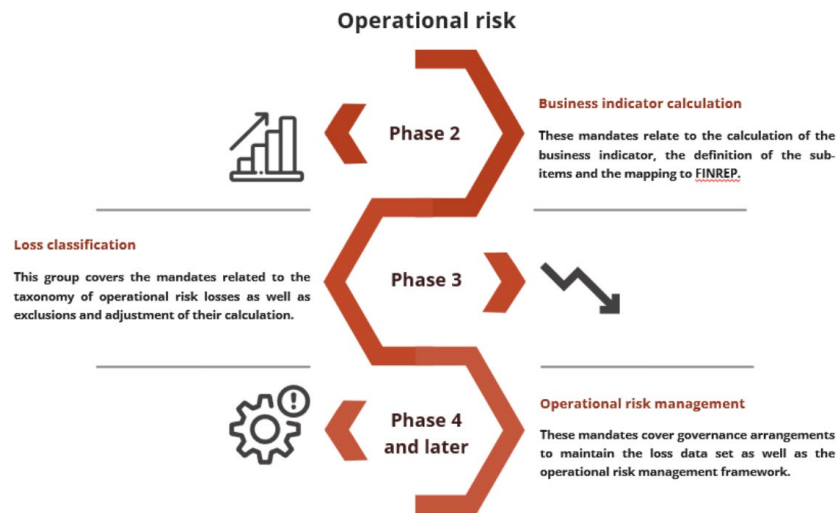 Operational risk
Phase 2
Business indicator calculation
These mandates relate to the calculation of the
business indicator, the definition of the sub-
items and the mapping to FINREP.
Loss classification
This group covers the mandates related to the
taxonomy of operational risk losses as well as
exclusions and adjustment of their calculation.
Phase 3
Phase 4
and later
Operational risk management
These mandates cover governance arrangements
to maintain the loss data set as well as the
operational risk management framework.